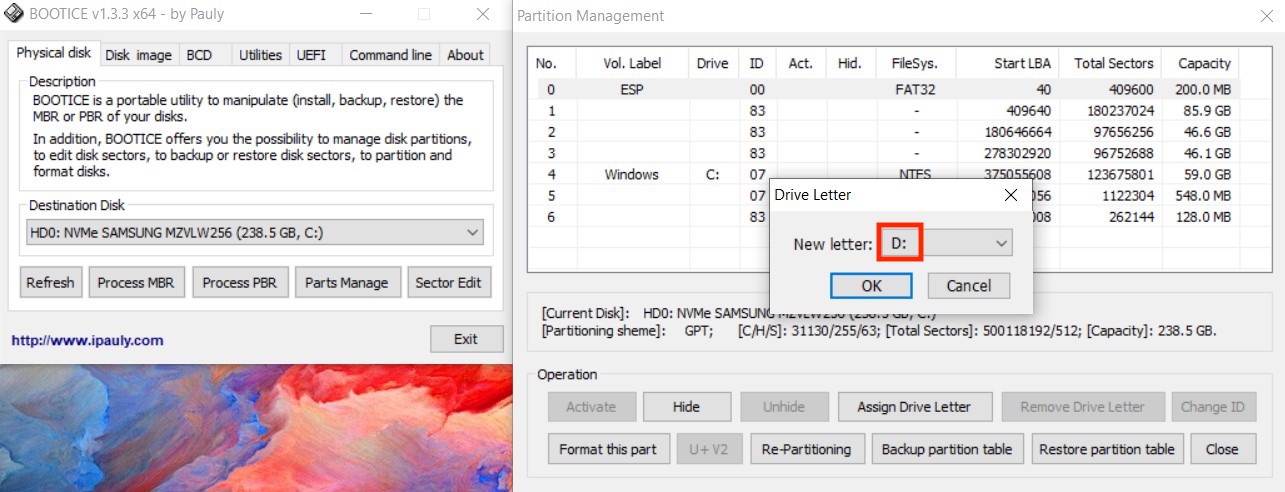 BOOTICE v1.3.3 x64 - by Pauly
Physical disk Disk image BCD Utilities UEFI Command line About
Description
BOOTICE is a portable utility to manipulate (install, backup, restore) the
MBR or PBR of your disks.
In addition, BOOTICE offers you the possibility to manage disk partitions,
to edit disk sectors, to backup or restore disk sectors, to partition and
format disks.
Destination Disk
HD0: NVMe SAMSUNG MZVLW256 (238.5 GB, C:)
Refresh Process MBR Process PBR Parts Manage Sector Edit
http://www.ipauly.com Exit
Partition Management
No. Vol. Label Drive ID Act. Hid. FileSys. Start LBA Total Sectors Capacity
0 ESP 00 FAT32 40 409600 200.0 MB
1 83 - 409640 180237024 85.9 GB
2 83 - 180646664 97656256 46.6 GB
3 83 - 278302920 96752688 46.1 GB
4 Windows C: 07 NTFS 375055608 123675801 59.0 GB
5 07 056 1122304 548.0 MB
6 83 008 262144 128.0 MB
Drive Letter
New letter: D:
OK Cancel
[Current Disk]: HD0: NVMe SAMSUNG MZVLW256 (238.5 GB, C:)
[Partitioning sheme]: GPT; [C/H/S]: 31130/255/63; [Total Sectors]: 500118192/512; [Capacity]: 238.5 GB.
Operation
Activate Hide Unhide Assign Drive Letter Remove Drive Letter Change ID
Format this part U+ V2 Re-Partitioning Backup partition table Restore partition table Close